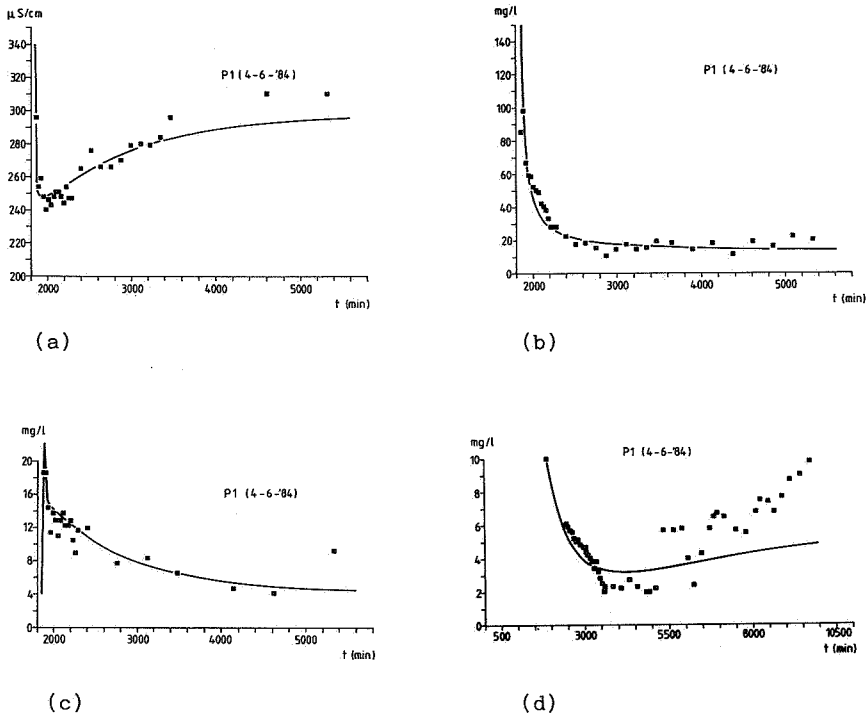 µS/cm
340
320
300
280
260
240
220
200
P1 (4-6-'84)
2000 3000 4000 5000
t (min)
(a)
mg/l
140
120
100
80
60
40
20
0
P1 (4-6-'84)
2000 3000 4000 5000
t (min)
(b)
mg/l
20
16
12
8
4
0
P1 (4-6-'84)
2000 3000 4000 5000
t (min)
(c)
mg/l
10
8
6
4
2
0
P1 (4-6-'84)
500 3000 5500 6000 10500
t (min)
(d)